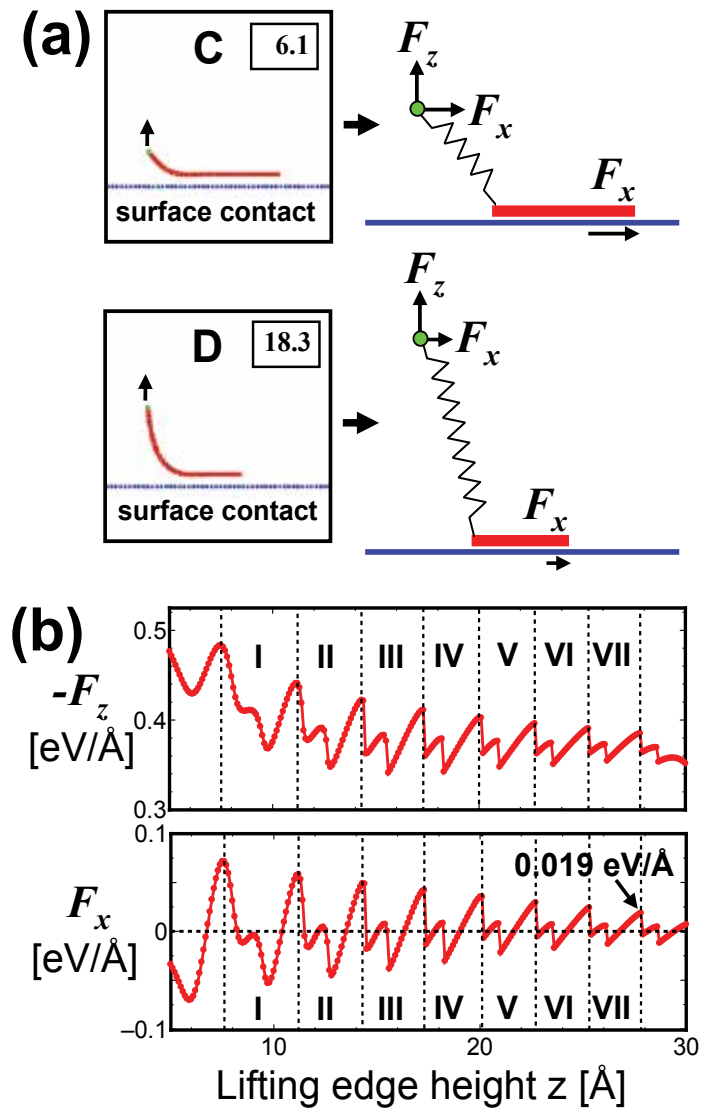 (a)
C 6.1
surface contact
F_z
F_x
F_x
D 18.3
surface contact
F_z
F_x
F_x
(b)
0.5
0.4
0.3
-F_z
[eV/Å]
I II III IV V VI VII
0.1
0
−0.1
F_x
[eV/Å]
0.019 eV/Å
I II III IV V VI VII
10 20 30
Lifting edge height z [Å]